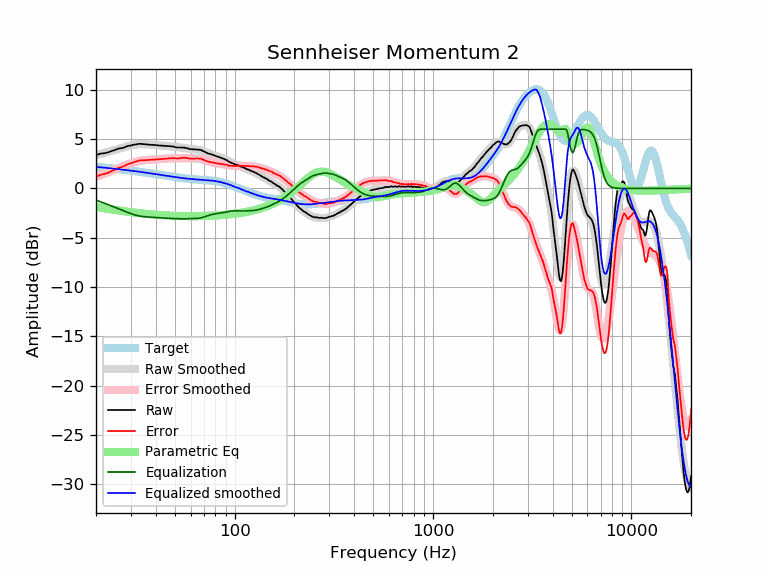 Sennheiser Momentum 2
10
5
0
−5
−10
−15
−20
−25
−30
Amplitude (dBr)
Target
Raw Smoothed
Error Smoothed
Raw
Error
Parametric Eq
Equalization
Equalized smoothed
100
1000
10000
Frequency (Hz)